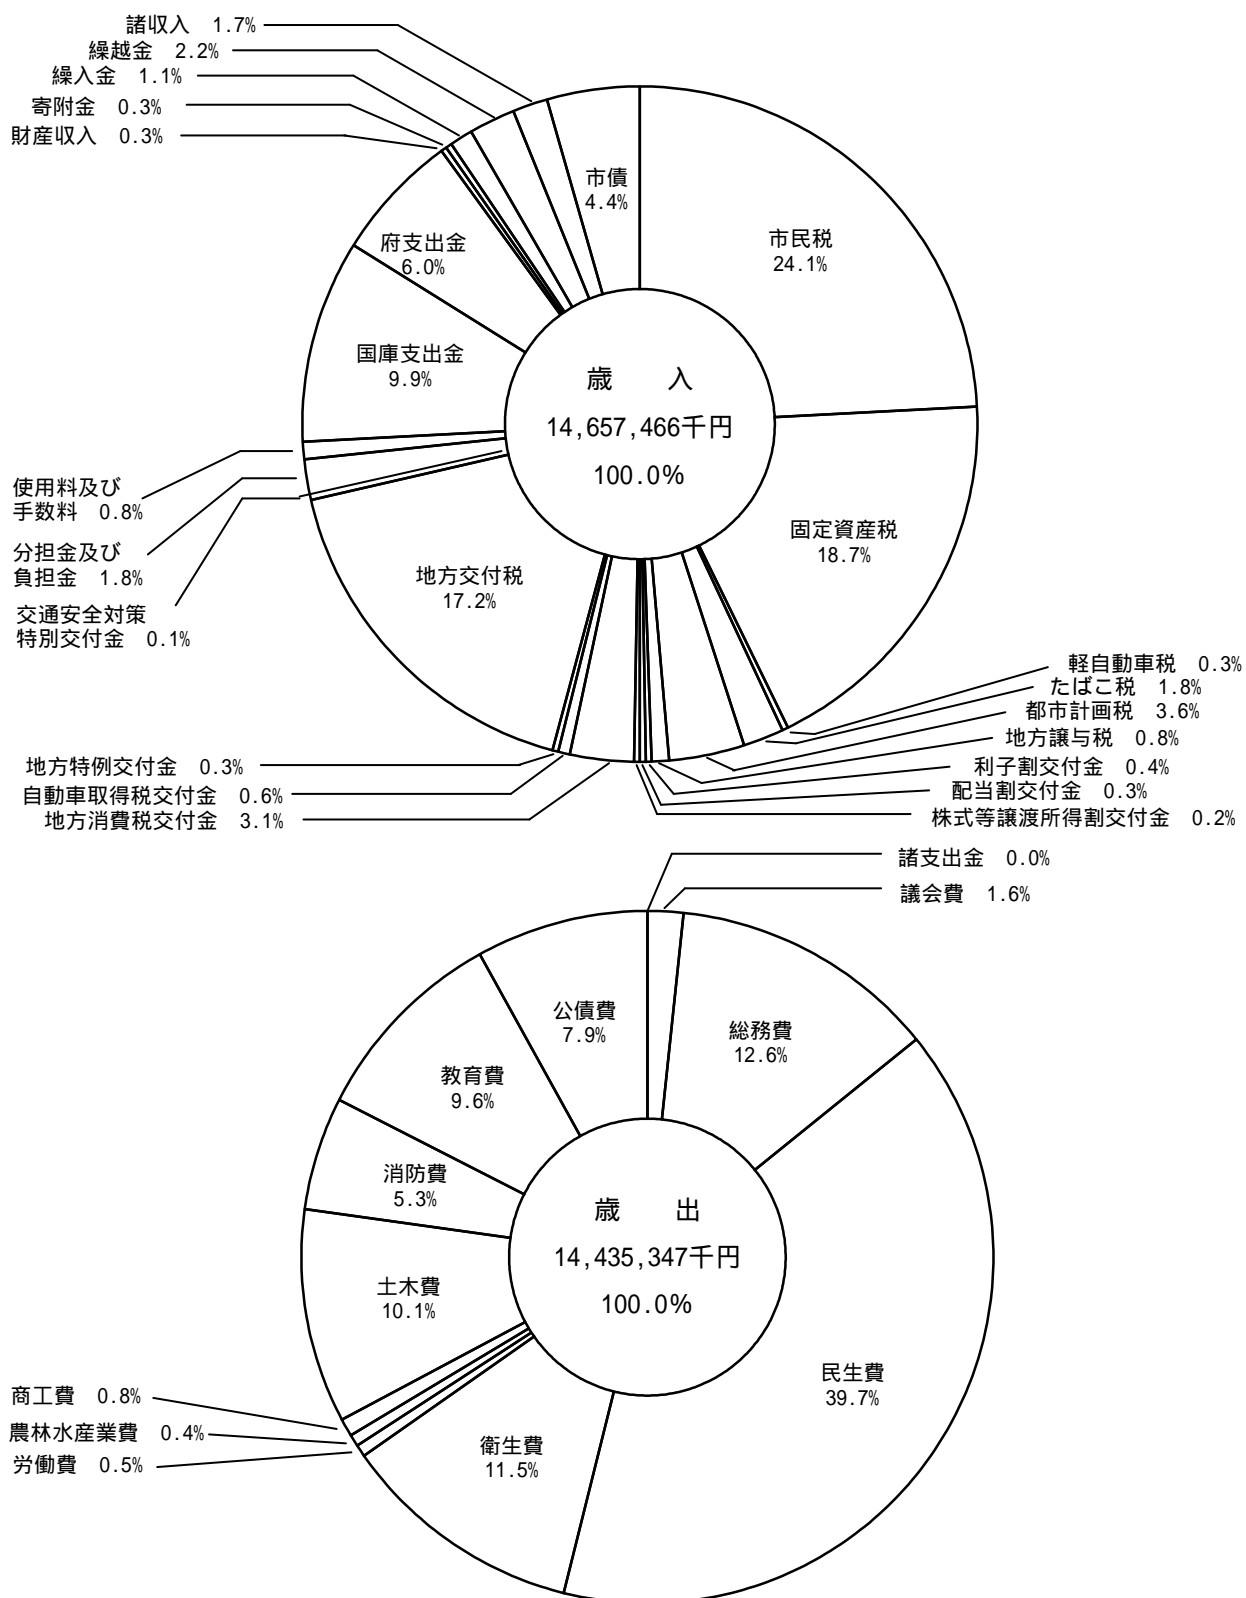 諸収入 1.7%
繰越金 2.2%
繰入金 1.1%
寄附金 0.3%
財産収入 0.3%
市債
4.4%
市民税
24.1%
府支出金
6.0%
国庫支出金
9.9%
歳 入
14,657,466千円
100.0%
使用料及び
手数料 0.8%
分担金及び
負担金 1.8%
交通安全対策
特別交付金 0.1%
地方交付税
17.2%
固定資産税
18.7%
軽自動車税 0.3%
たばこ税 1.8%
都市計画税 3.6%
地方譲与税 0.8%
利子割交付金 0.4%
配当割交付金 0.3%
株式等譲渡所得割交付金 0.2%
地方特例交付金 0.3%
自動車取得税交付金 0.6%
地方消費税交付金 3.1%
諸支出金 0.0%
議会費 1.6%
公債費
7.9%
総務費
12.6%
教育費
9.6%
消防費
5.3%
歳 出
14,435,347千円
100.0%
土木費
10.1%
民生費
39.7%
商工費 0.8%
農林水産業費 0.4%
労働費 0.5%
衛生費
11.5%